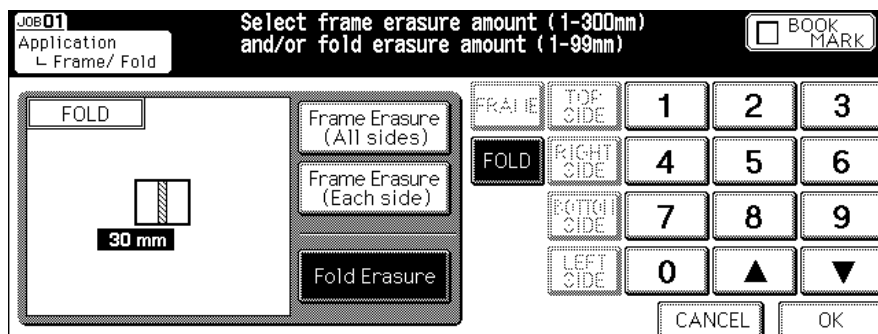 JOB01
Application
└ Frame/ Fold
Select frame erasure amount (1-300mm)
and/or fold erasure amount (1-99mm)
BOOK
MARK
FOLD
30 mm
Frame Erasure
(All sides)
Frame Erasure
(Each side)
Fold Erasure
FRAME
FOLD
TOP
SIDE
RIGHT
SIDE
BOTTOM
SIDE
LEFT
SIDE
1 2 3
4 5 6
7 8 9
0 ▲ ▼
CANCEL OK